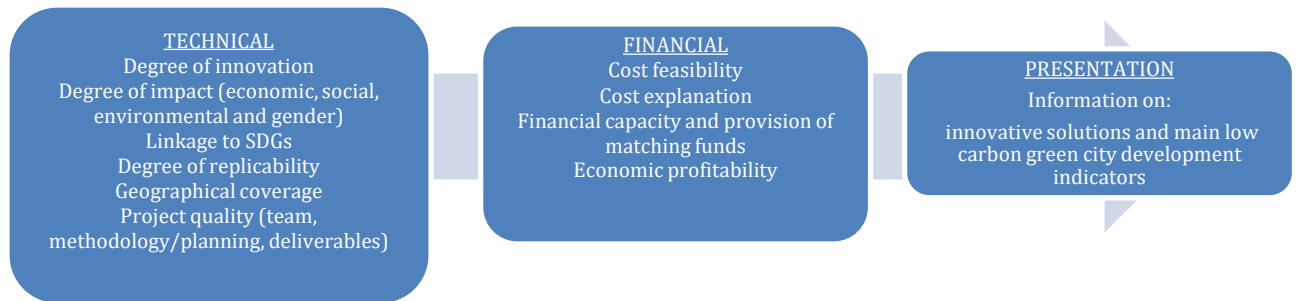 TECHNICAL
Degree of innovation
Degree of impact (economic, social,
environmental and gender)
Linkage to SDGs
Degree of replicability
Geographical coverage
Project quality (team,
methodology/planning, deliverables)
FINANCIAL
Cost feasibility
Cost explanation
Financial capacity and provision of
matching funds
Economic profitability
PRESENTATION
Information on:
innovative solutions and main low
carbon green city development
indicators